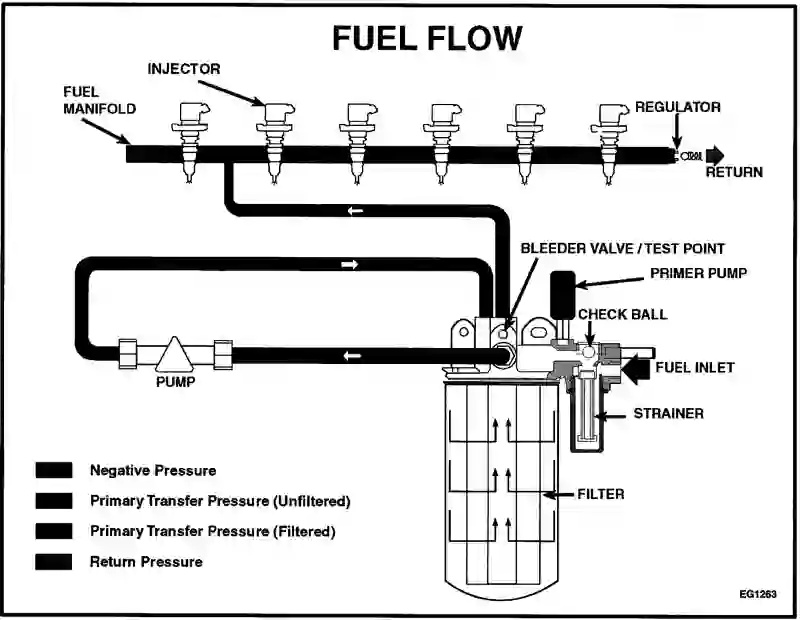 FUEL FLOW
INJECTOR
FUEL
MANIFOLD
REGULATOR
RETURN
BLEEDER VALVE / TEST POINT
PRIMER PUMP
CHECK BALL
FUEL INLET
PUMP
STRAINER
FILTER
Negative Pressure
Primary Transfer Pressure (Unfiltered)
Primary Transfer Pressure (Filtered)
Return Pressure
EG1263